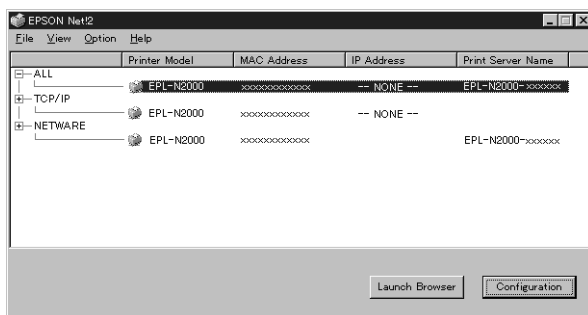 EPSON Net!2
File View Option Help
Printer Model MAC Address IP Address Print Server Name
ALL
EPL-N2000 xxxxxxxxxxxx -- NONE -- EPL-N2000-xxxxxx
TCP/IP
EPL-N2000 xxxxxxxxxxxx -- NONE --
NETWARE
EPL-N2000 xxxxxxxxxxxx EPL-N2000-xxxxxx
Launch Browser Configuration